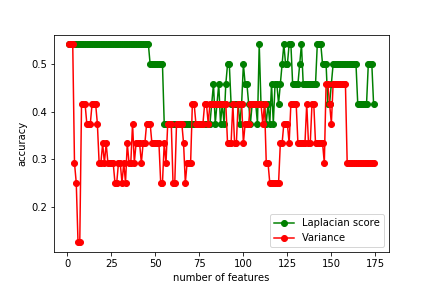 0.5
0.4
0.3
0.2
accuracy
0 25 50 75 100 125 150 175
number of features
Laplacian score
Variance